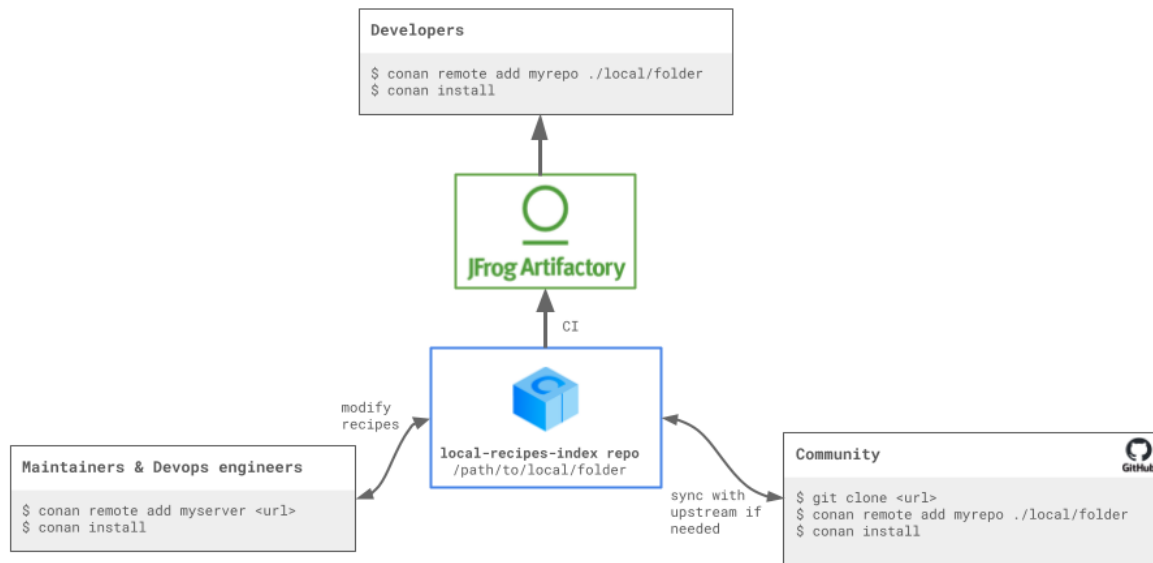 Developers
$ conan remote add myrepo ./local/folder
$ conan install
JFrog Artifactory
CI
modify
recipes
local-recipes-index repo
/path/to/local/folder
Maintainers & Devops engineers
$ conan remote add myserver <url>
$ conan install
sync with
upstream if
needed
Community
GitHub
$ git clone <url>
$ conan remote add myrepo ./local/folder
$ conan install